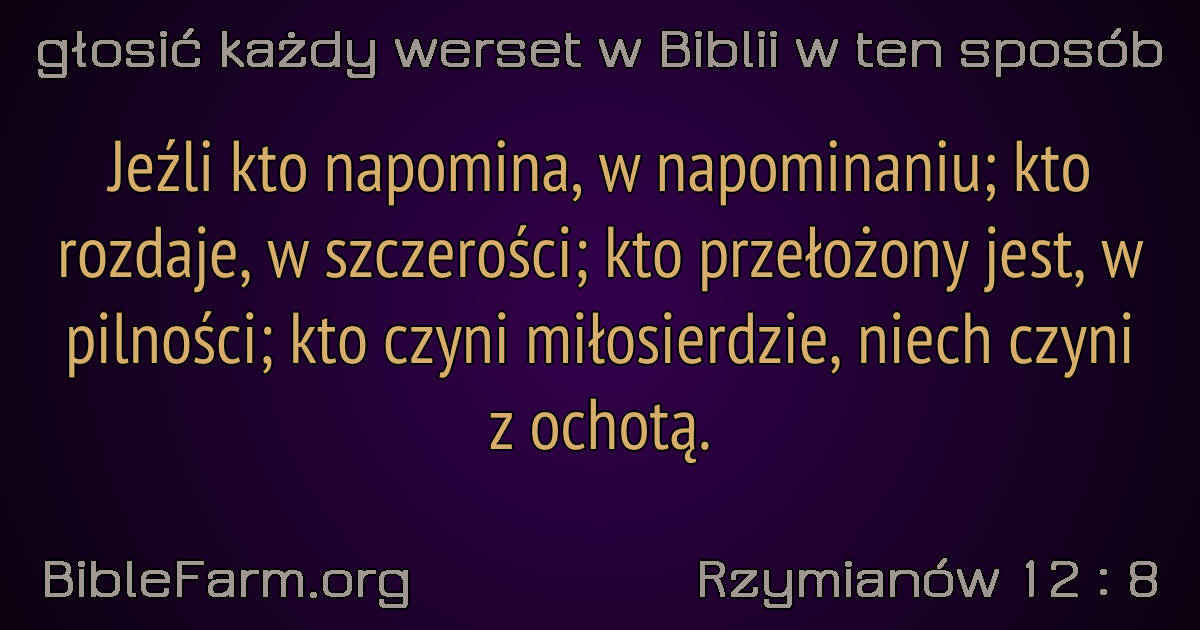 głosić każdy werset w Biblii w ten sposób
Jeźli kto napomina, w napominaniu; kto
rozdaje, w szczerości; kto przełożony jest, w
pilności; kto czyni miłosierdzie, niech czyni
z ochotą.
BibleFarm.org
Rzymianów 12 : 8